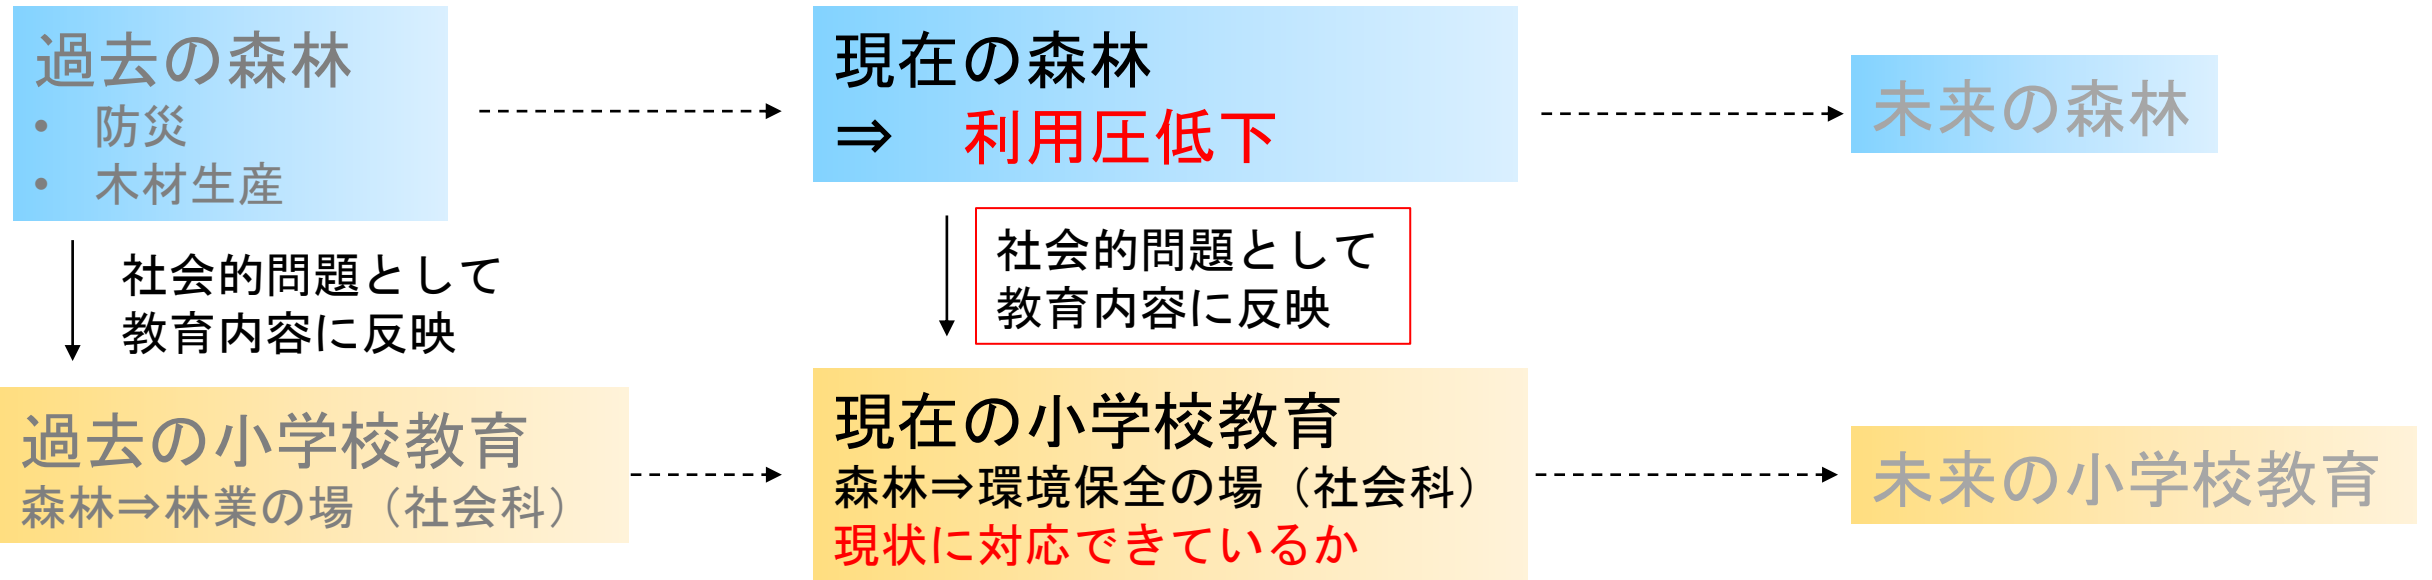 過去の森林
• 防災
• 木材生産
社会的問題として
教育内容に反映
過去の小学校教育
森林⇒林業の場（社会科）
現在の森林
⇒ 利用圧低下
社会的問題として
教育内容に反映
現在の小学校教育
森林⇒環境保全の場（社会科）
現状に対応できているか
未来の森林
未来の小学校教育